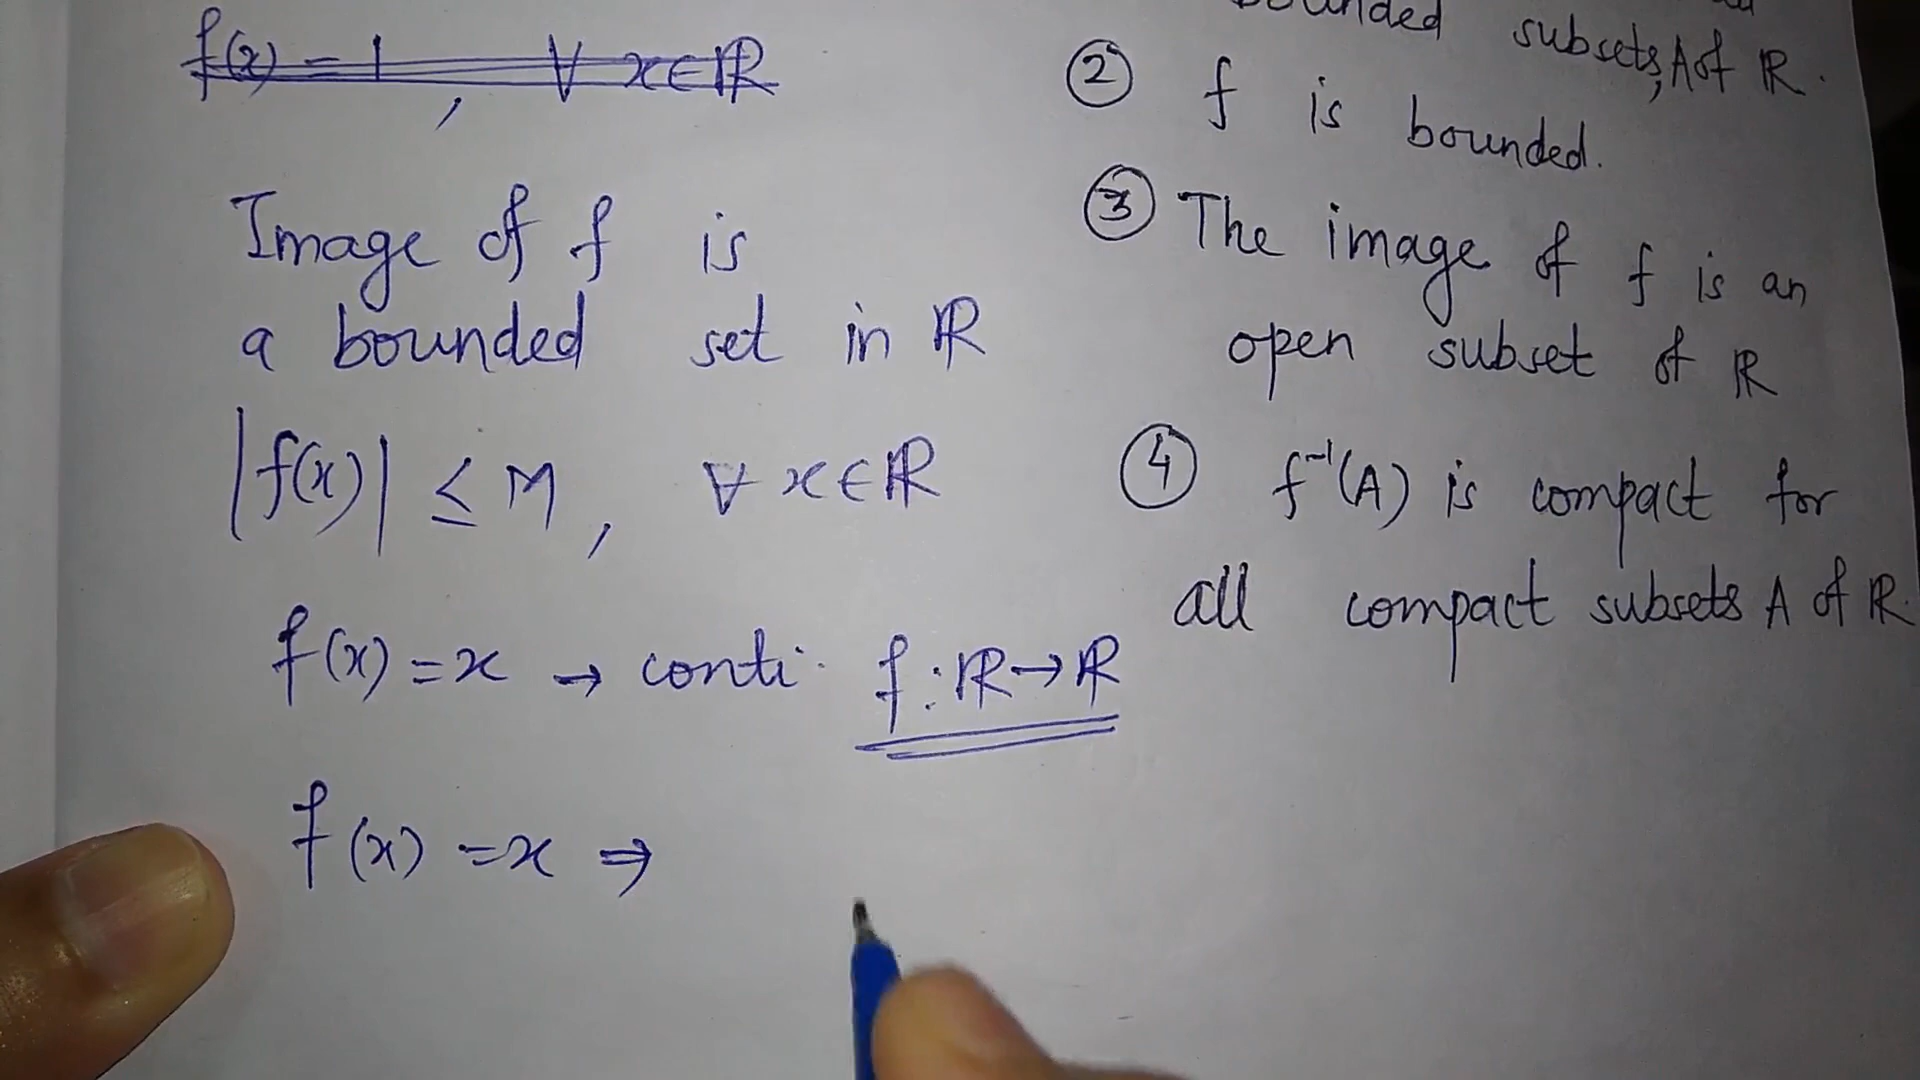 f(x) = 1, ∀ x∈ℝ
Image of f is
a bounded set in ℝ
|f(x)| ≤ M, ∀ x∈ℝ
f(x) = x → conti. f : ℝ→ℝ
f(x) = x ⇒
bounded subsets, A of ℝ.
② f is bounded.
③ The image of f is an
open subset of ℝ
④ f⁻¹(A) is compact for
all compact subsets A of ℝ.